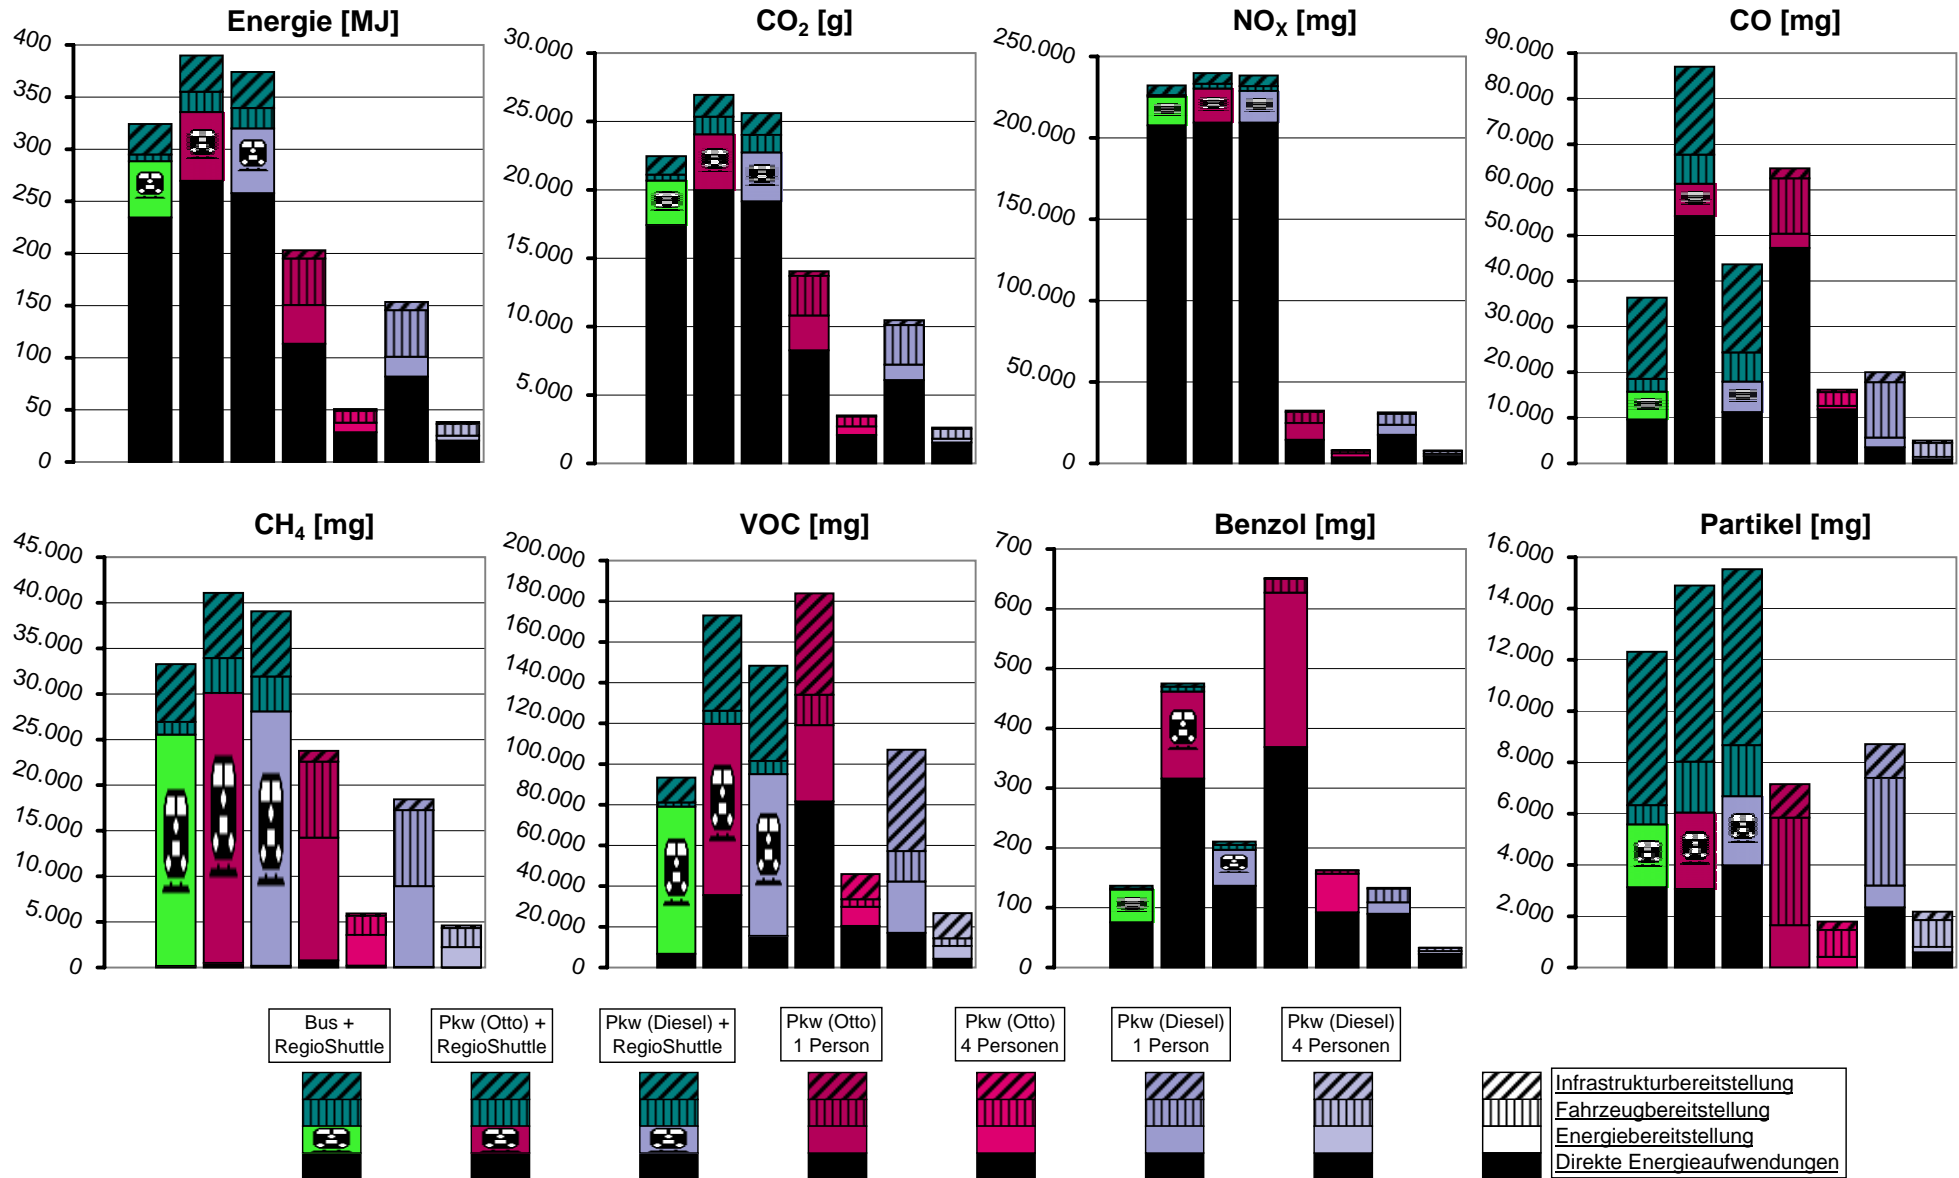 Energie [MJ]
400
350
300
250
200
150
100
50
0
CO₂ [g]
30.000
25.000
20.000
15.000
10.000
5.000
0
NOₓ [mg]
250.000
200.000
150.000
100.000
50.000
0
CO [mg]
90.000
80.000
70.000
60.000
50.000
40.000
30.000
20.000
10.000
0
CH₄ [mg]
45.000
40.000
35.000
30.000
25.000
20.000
15.000
10.000
5.000
0
VOC [mg]
200.000
180.000
160.000
140.000
120.000
100.000
80.000
60.000
40.000
20.000
0
Benzol [mg]
700
600
500
400
300
200
100
0
Partikel [mg]
16.000
14.000
12.000
10.000
8.000
6.000
4.000
2.000
0
Bus +
RegioShuttle
Pkw (Otto) +
RegioShuttle
Pkw (Diesel) +
RegioShuttle
Pkw (Otto)
1 Person
Pkw (Otto)
4 Personen
Pkw (Diesel)
1 Person
Pkw (Diesel)
4 Personen
Infrastrukturbereitstellung
Fahrzeugbereitstellung
Energiebereitstellung
Direkte Energieaufwendungen